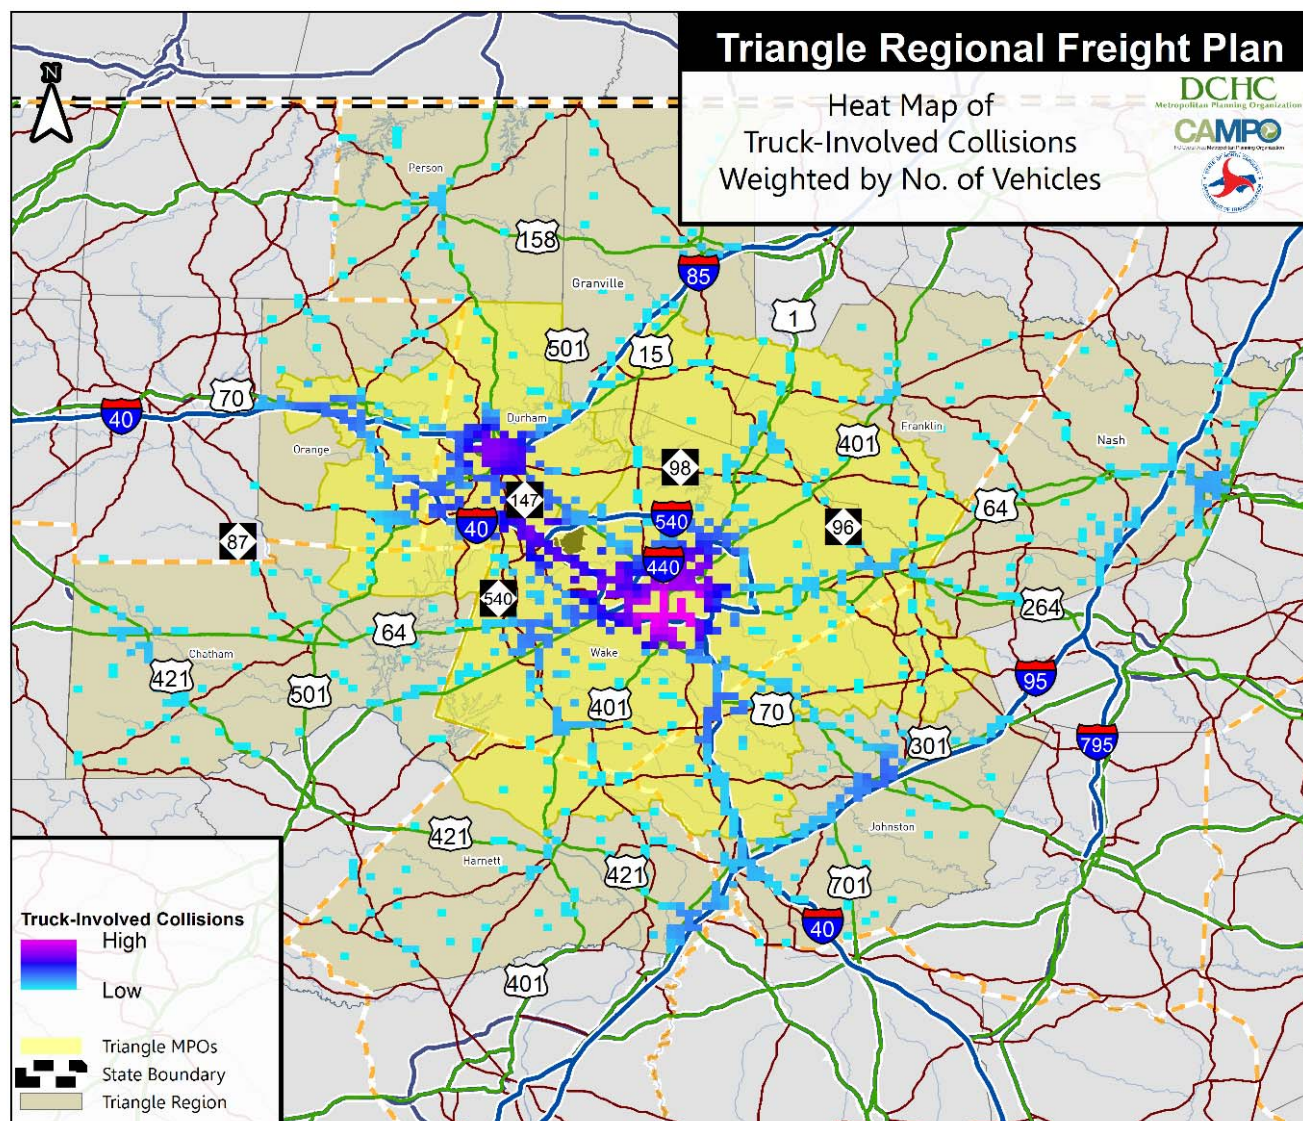 Triangle Regional Freight Plan
Heat Map of
Truck-Involved Collisions
Weighted by No. of Vehicles
DCHC
Metropolitan Planning Organization
CAMPO
N
Person
158
Granville
85
1
501
15
70
40
Durham
Orange
Franklin
401
Nash
98
147
64
40
540
96
87
440
540
264
64
Wake
Chatham
421
501
95
401
70
301
795
Johnston
421
Harnett
421
701
40
401
Truck-Involved Collisions
High
Low
Triangle MPOs
State Boundary
Triangle Region